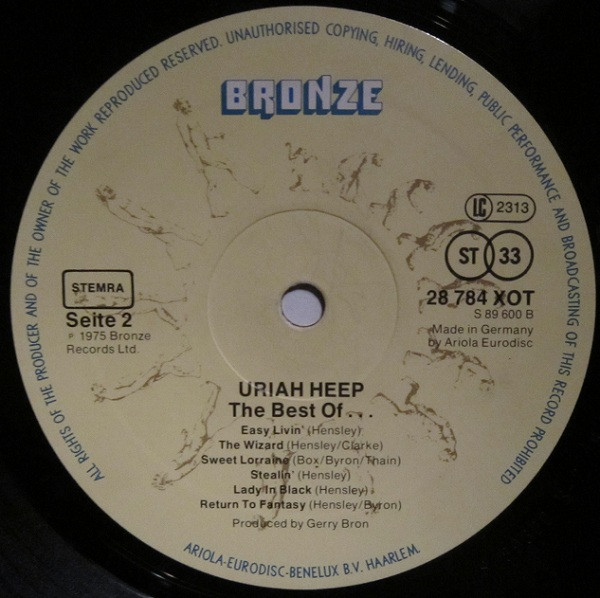 ALL RIGHTS OF THE PRODUCER AND OF THE OWNER OF THE WORK REPRODUCED RESERVED. UNAUTHORISED COPYING, HIRING, LENDING, PUBLIC PERFORMANCE AND BROADCASTING OF THIS RECORD PROHIBITED
BRONZE
LC 2313
ST 33
STEMRA
28 784 XOT
Seite 2
S 89 600 B
℗ 1975 Bronze
Records Ltd.
Made in Germany
by Ariola Eurodisc
URIAH HEEP
The Best Of...
Easy Livin' (Hensley)
The Wizard (Hensley/Clarke)
Sweet Lorraine (Box/Byron/Thain)
Stealin' (Hensley)
Lady In Black (Hensley)
Return To Fantasy (Hensley/Byron)
Produced by Gerry Bron
ARIOLA-EURODISC-BENELUX B.V. HAARLEM.